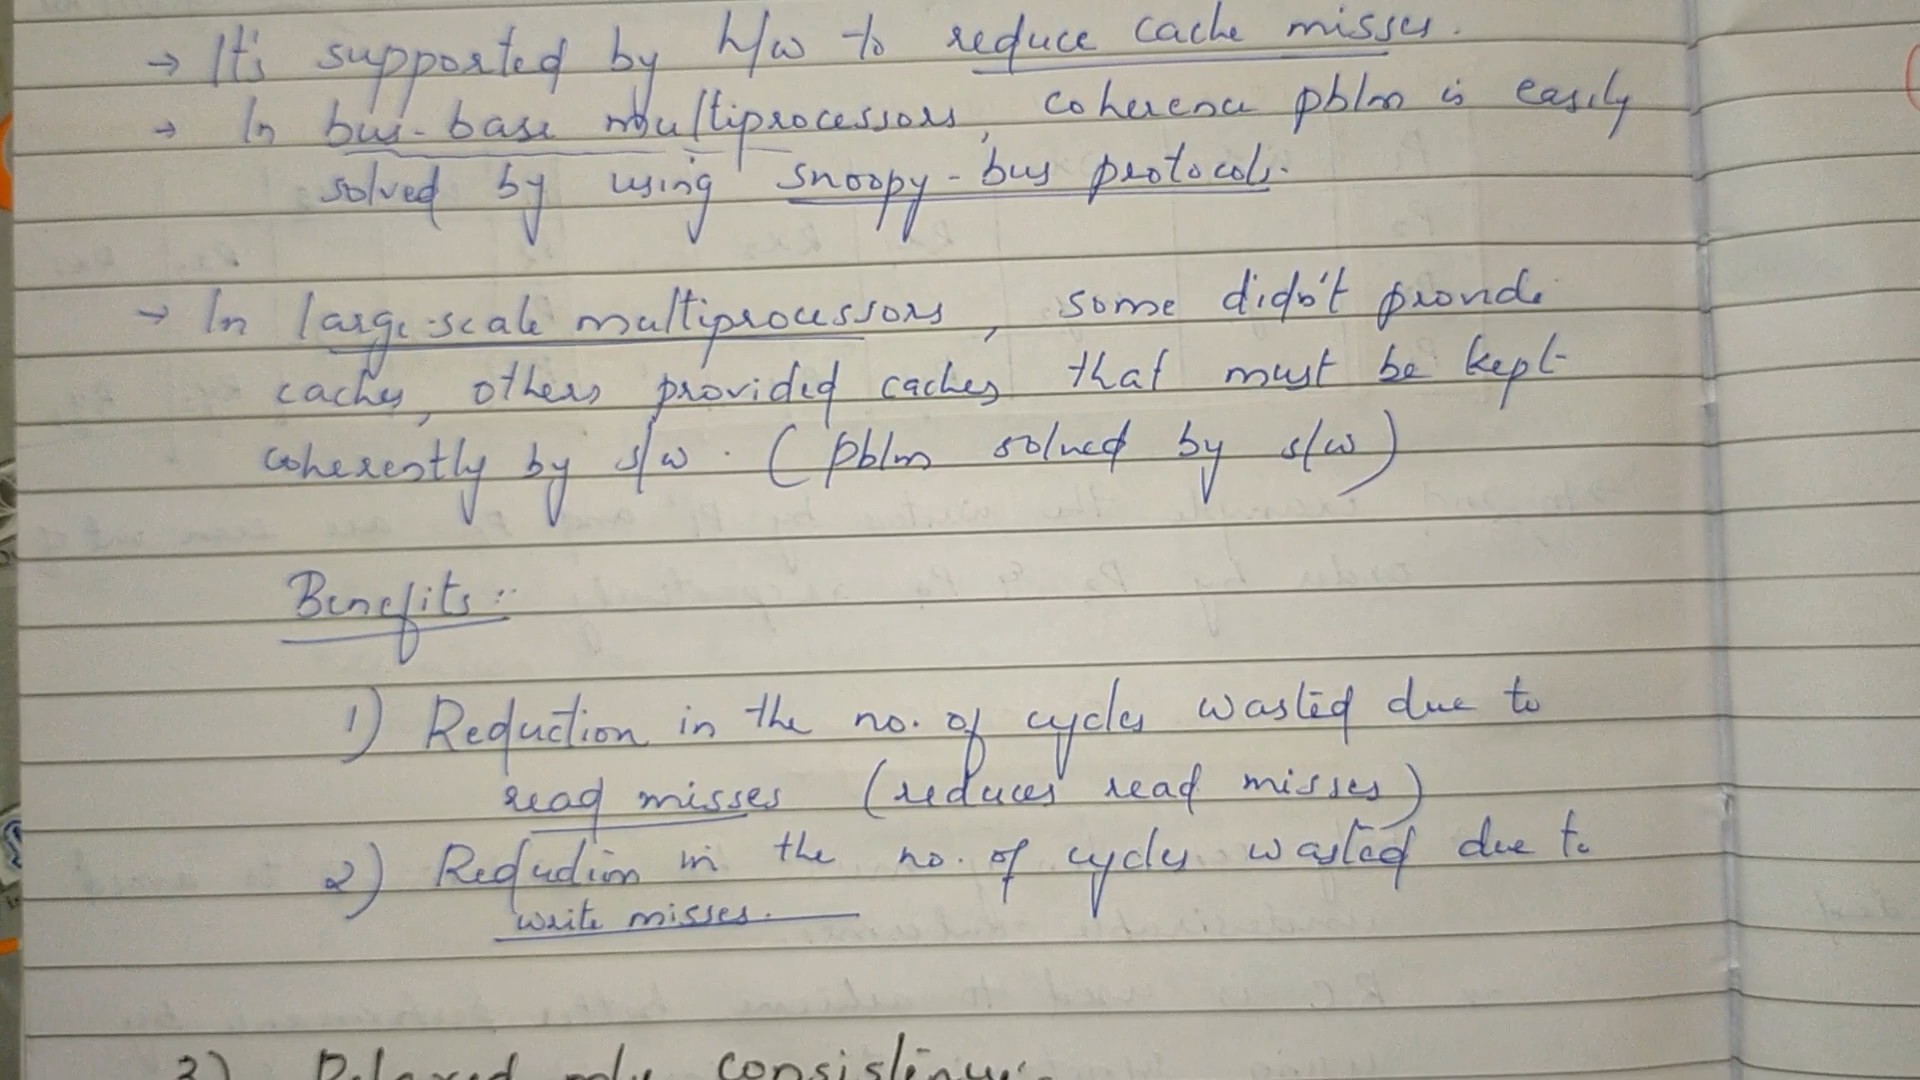 → It's supported by h/w to reduce cache misses.
→ In bus-base multiprocessors, coherence pblm is easily
solved by using snoopy-bus protocols.
→ In large-scale multiprocessors, some didn't provide
caches, others provided caches that must be kept
coherently by s/w. (pblm solved by s/w)
Benefits:-
1) Reduction in the no. of cycles wasted due to
read misses (reduces read misses)
2) Reduction in the no. of cycles wasted due to
write misses.
3) Relaxed consistency